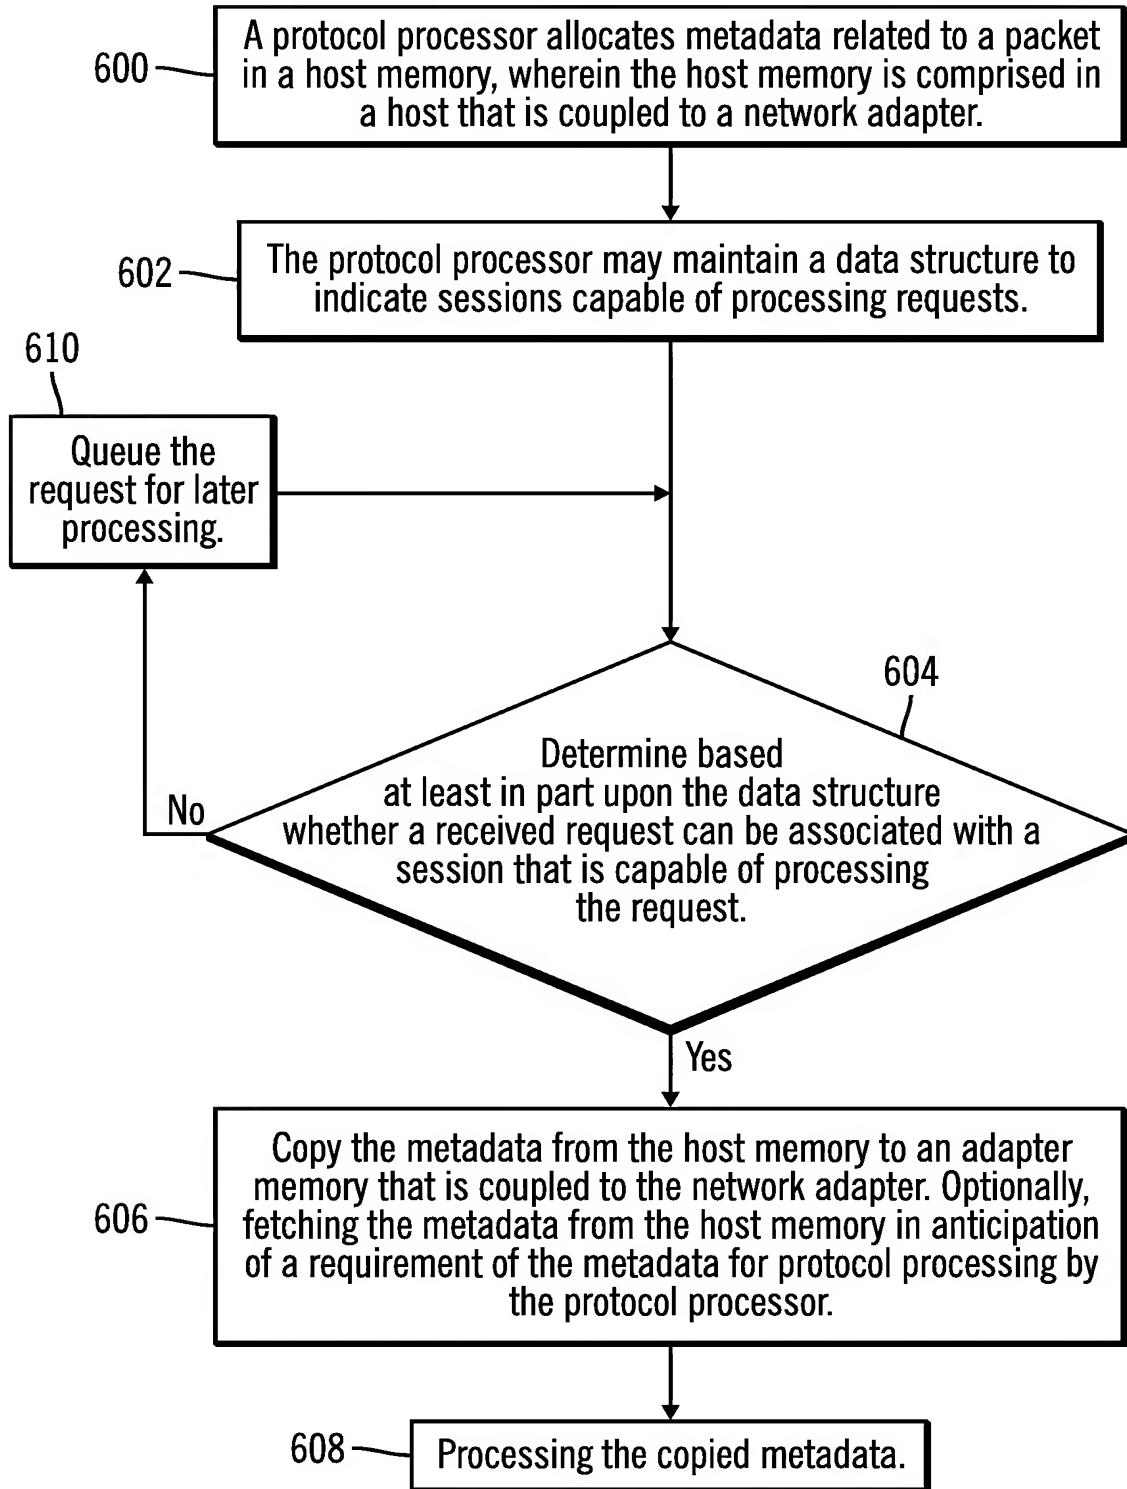 600
A protocol processor allocates metadata related to a packet
in a host memory, wherein the host memory is comprised in
a host that is coupled to a network adapter.
602
The protocol processor may maintain a data structure to
indicate sessions capable of processing requests.
610
Queue the
request for later
processing.
604
Determine based
at least in part upon the data structure
whether a received request can be associated with a
session that is capable of processing
the request.
No
Yes
606
Copy the metadata from the host memory to an adapter
memory that is coupled to the network adapter. Optionally,
fetching the metadata from the host memory in anticipation
of a requirement of the metadata for protocol processing by
the protocol processor.
608
Processing the copied metadata.